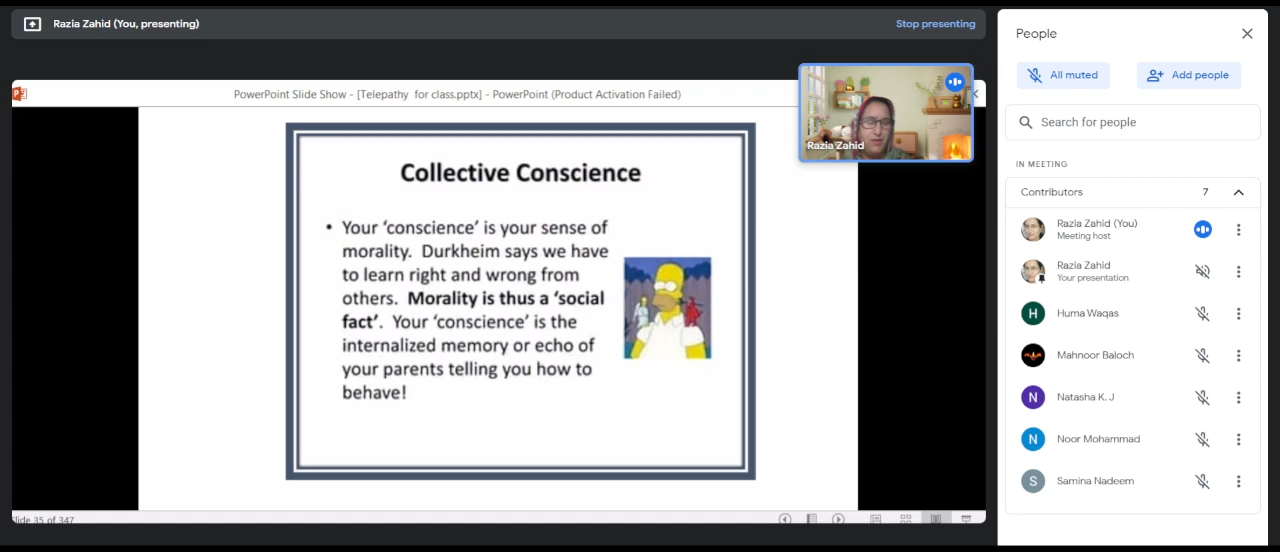 Razia Zahid (You, presenting)
Stop presenting
PowerPoint Slide Show - [Telepathy for class.pptx] - PowerPoint (Product Activation Failed)
Razia Zahid
Collective Conscience
• Your ‘conscience’ is your sense of
morality. Durkheim says we have
to learn right and wrong from
others. Morality is thus a ‘social
fact’. Your ‘conscience’ is the
internalized memory or echo of
your parents telling you how to
behave!
Slide 35 of 347
People
All muted
Add people
Search for people
IN MEETING
Contributors 7
Razia Zahid (You)
Meeting host
Razia Zahid
Your presentation
H Huma Waqas
Mahnoor Baloch
N Natasha K. J
N Noor Mohammad
S Samina Nadeem